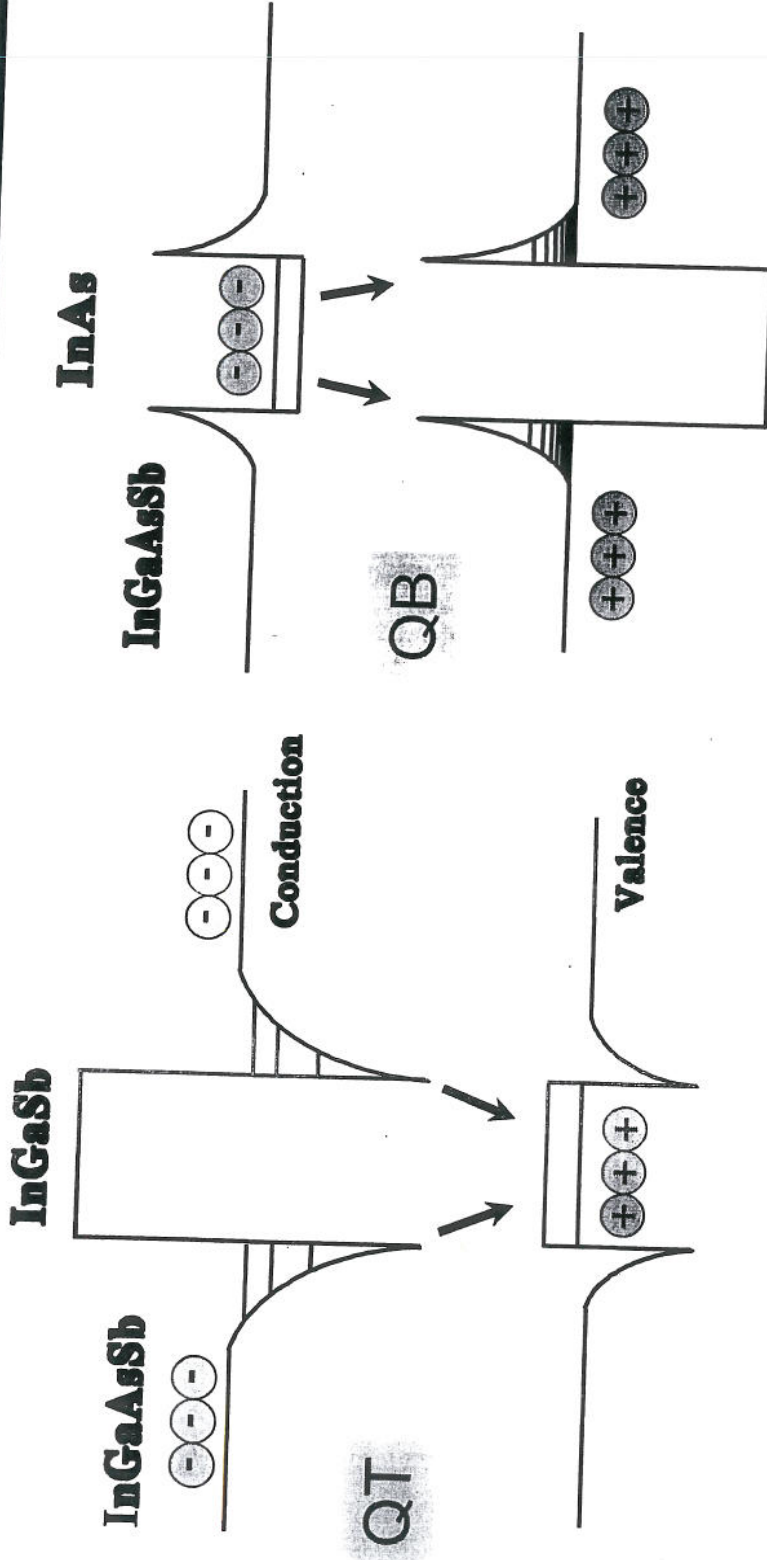 InGaAsSb
InGaSb
- - -
- - -
Conduction
QT
+ + +
Valence
InGaAsSb
InAs
- - -
QB
+ + +
+ + +